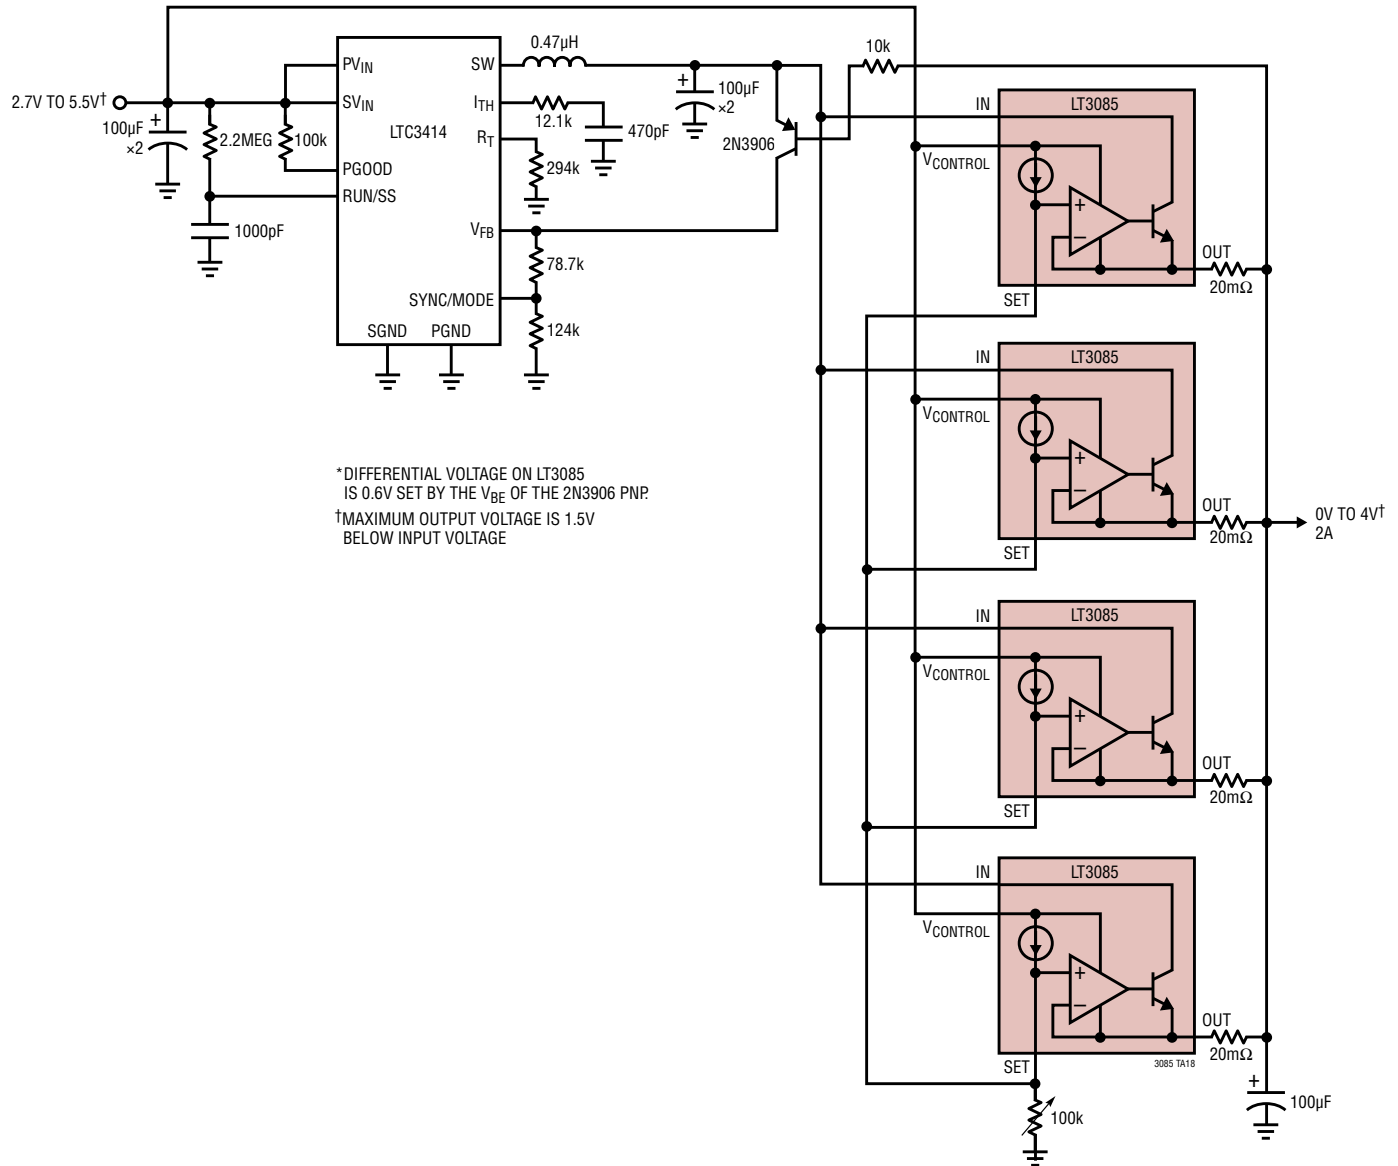 0.47µH
10k
PVIN
SW
2.7V TO 5.5V†
SVIN
ITH
+
100µF
×2
IN
LT3085
100µF
×2
+
2.2MEG
100k
LTC3414
12.1k
470pF
RT
2N3906
VCONTROL
PGOOD
294k
RUN/SS
+
–
1000pF
VFB
78.7k
OUT
20mΩ
SYNC/MODE
SET
SGND
PGND
124k
IN
LT3085
VCONTROL
+
–
*DIFFERENTIAL VOLTAGE ON LT3085
IS 0.6V SET BY THE VBE OF THE 2N3906 PNP.
†MAXIMUM OUTPUT VOLTAGE IS 1.5V
BELOW INPUT VOLTAGE
OUT
20mΩ
0V TO 4V†
2A
SET
IN
LT3085
VCONTROL
+
–
OUT
20mΩ
SET
IN
LT3085
VCONTROL
+
–
OUT
20mΩ
SET
3085 TA18
+
100µF
100k